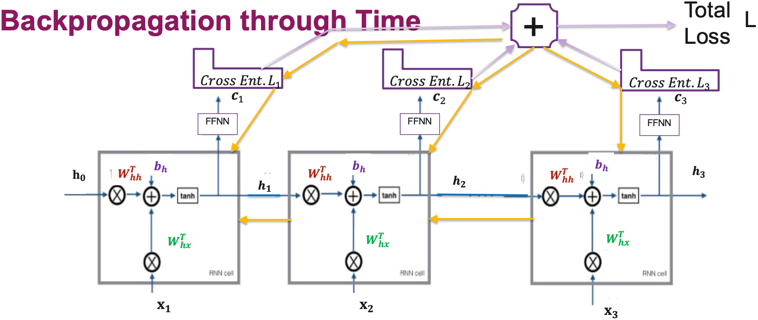 Backpropagation through Time
+
Total Loss L
Cross Ent. L₁
Cross Ent. L₂
Cross Ent. L₃
c₁
c₂
c₃
FFNN
FFNN
FFNN
h₀
W_hh^T
b_h
tanh
h₁
W_hh^T
b_h
tanh
h₂
W_hh^T
b_h
tanh
h₃
W_hx^T
W_hx^T
W_hx^T
RNN cell
RNN cell
RNN cell
x₁
x₂
x₃